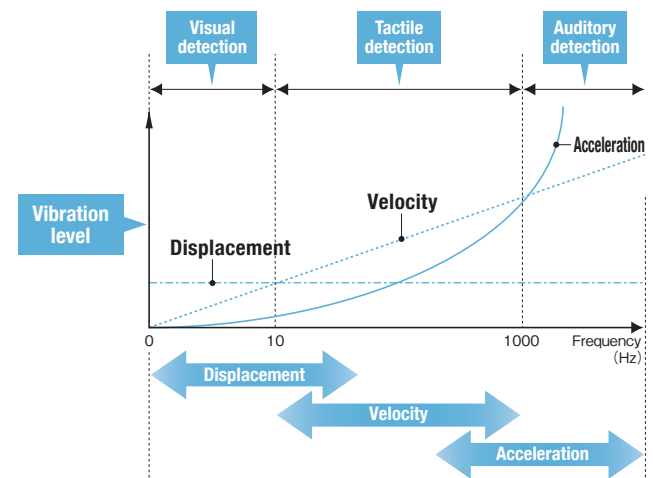 Visual
detection
Tactile
detection
Auditory
detection
Acceleration
Velocity
Vibration
level
Displacement
0
10
1000
Frequency
(Hz)
Displacement
Velocity
Acceleration